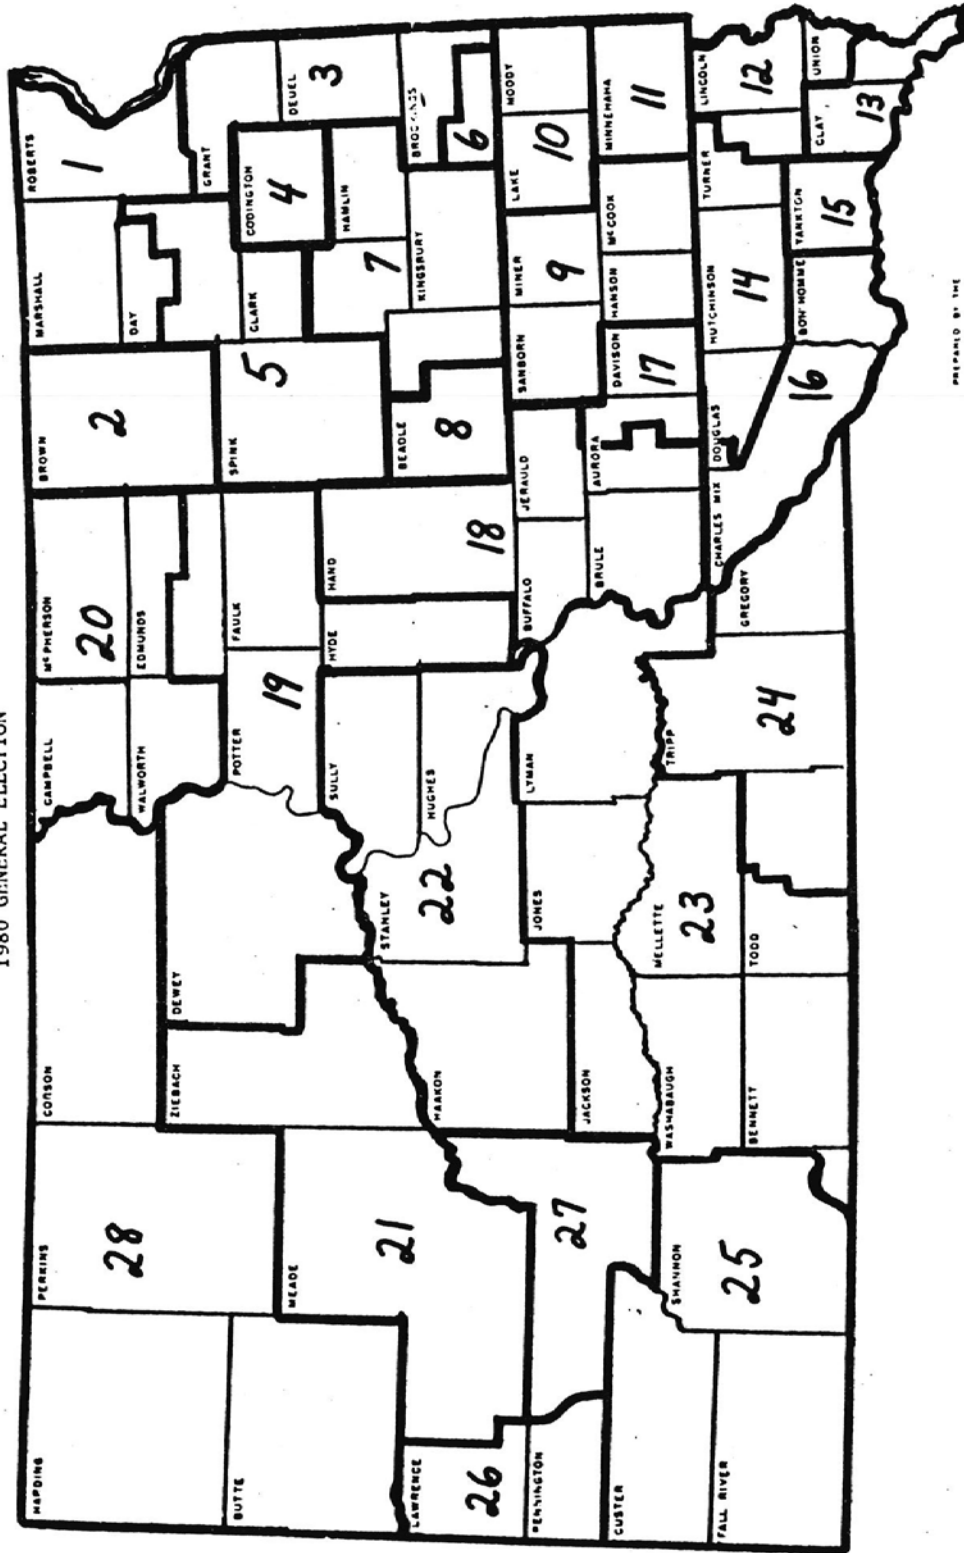 1980 GENERAL ELECTION
HARDING
PERKINS
28
CORSON
CAMPBELL
McPHERSON
20
BROWN
2
MARSHALL
ROBERTS
1
BUTTE
ZIEBACH
DEWEY
WALWORTH
EDMUNDS
DAY
GRANT
MEADE
21
POTTER
19
FAULK
SPINK
5
CLARK
CODINGTON
4
DEUEL
3
LAWRENCE
26
HAAKON
STANLEY
22
SULLY
HUGHES
HYDE
HAND
18
BEADLE
8
KINGSBURY
7
HAMLIN
BROOKINGS
6
PENNINGTON
27
JACKSON
JONES
LYMAN
BUFFALO
JERAULD
SANBORN
MINER
9
LAKE
10
MOODY
CUSTER
BRULE
AURORA
DAVISON
17
HANSON
McCOOK
MINNEHAHA
11
SHANNON
25
WASHABAUGH
MELLETTE
23
TRIPP
24
GREGORY
CHARLES MIX
DOUGLAS
HUTCHINSON
14
TURNER
LINCOLN
12
FALL RIVER
BENNETT
TODD
16
BON HOMME
YANKTON
15
CLAY
13
UNION
PREPARED BY THE